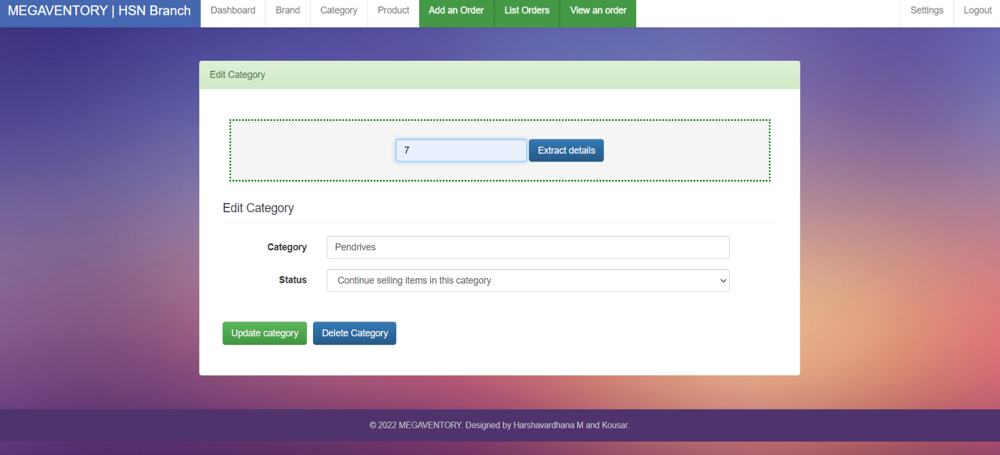 MEGAVENTORY | HSN Branch Dashboard Brand Category Product Add an Order List Orders View an order Settings Logout
Edit Category
7 Extract details
Edit Category
Category Pendrives
Status Continue selling items in this category
Update category Delete Category
© 2022 MEGAVENTORY. Designed by Harshavardhana M and Kousar.